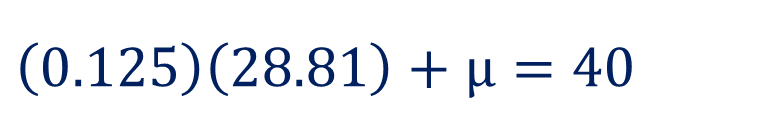 (0.125)(28.81) + μ = 40